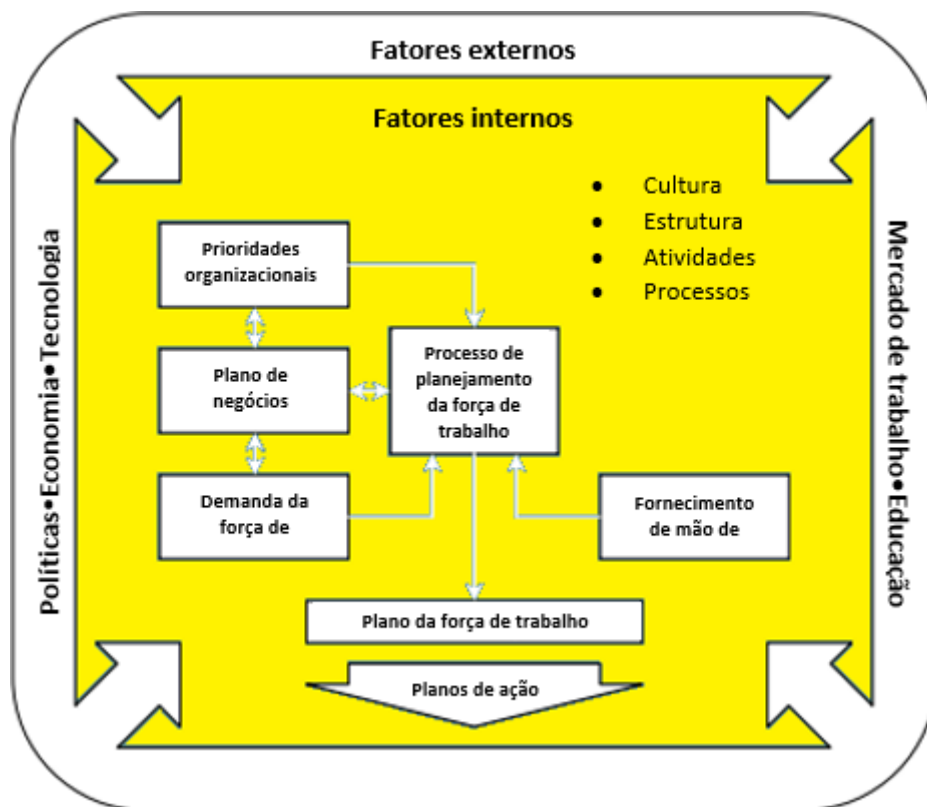 Fatores externos
Fatores internos
• Cultura
• Estrutura
• Atividades
• Processos
Prioridades
organizacionais
Plano de
negócios
Demanda da
força de
Processo de
planejamento
da força de
trabalho
Fornecimento
de mão de
Plano da força de trabalho
Planos de ação
Políticas•Economia•Tecnologia
Mercado de trabalho•Educação